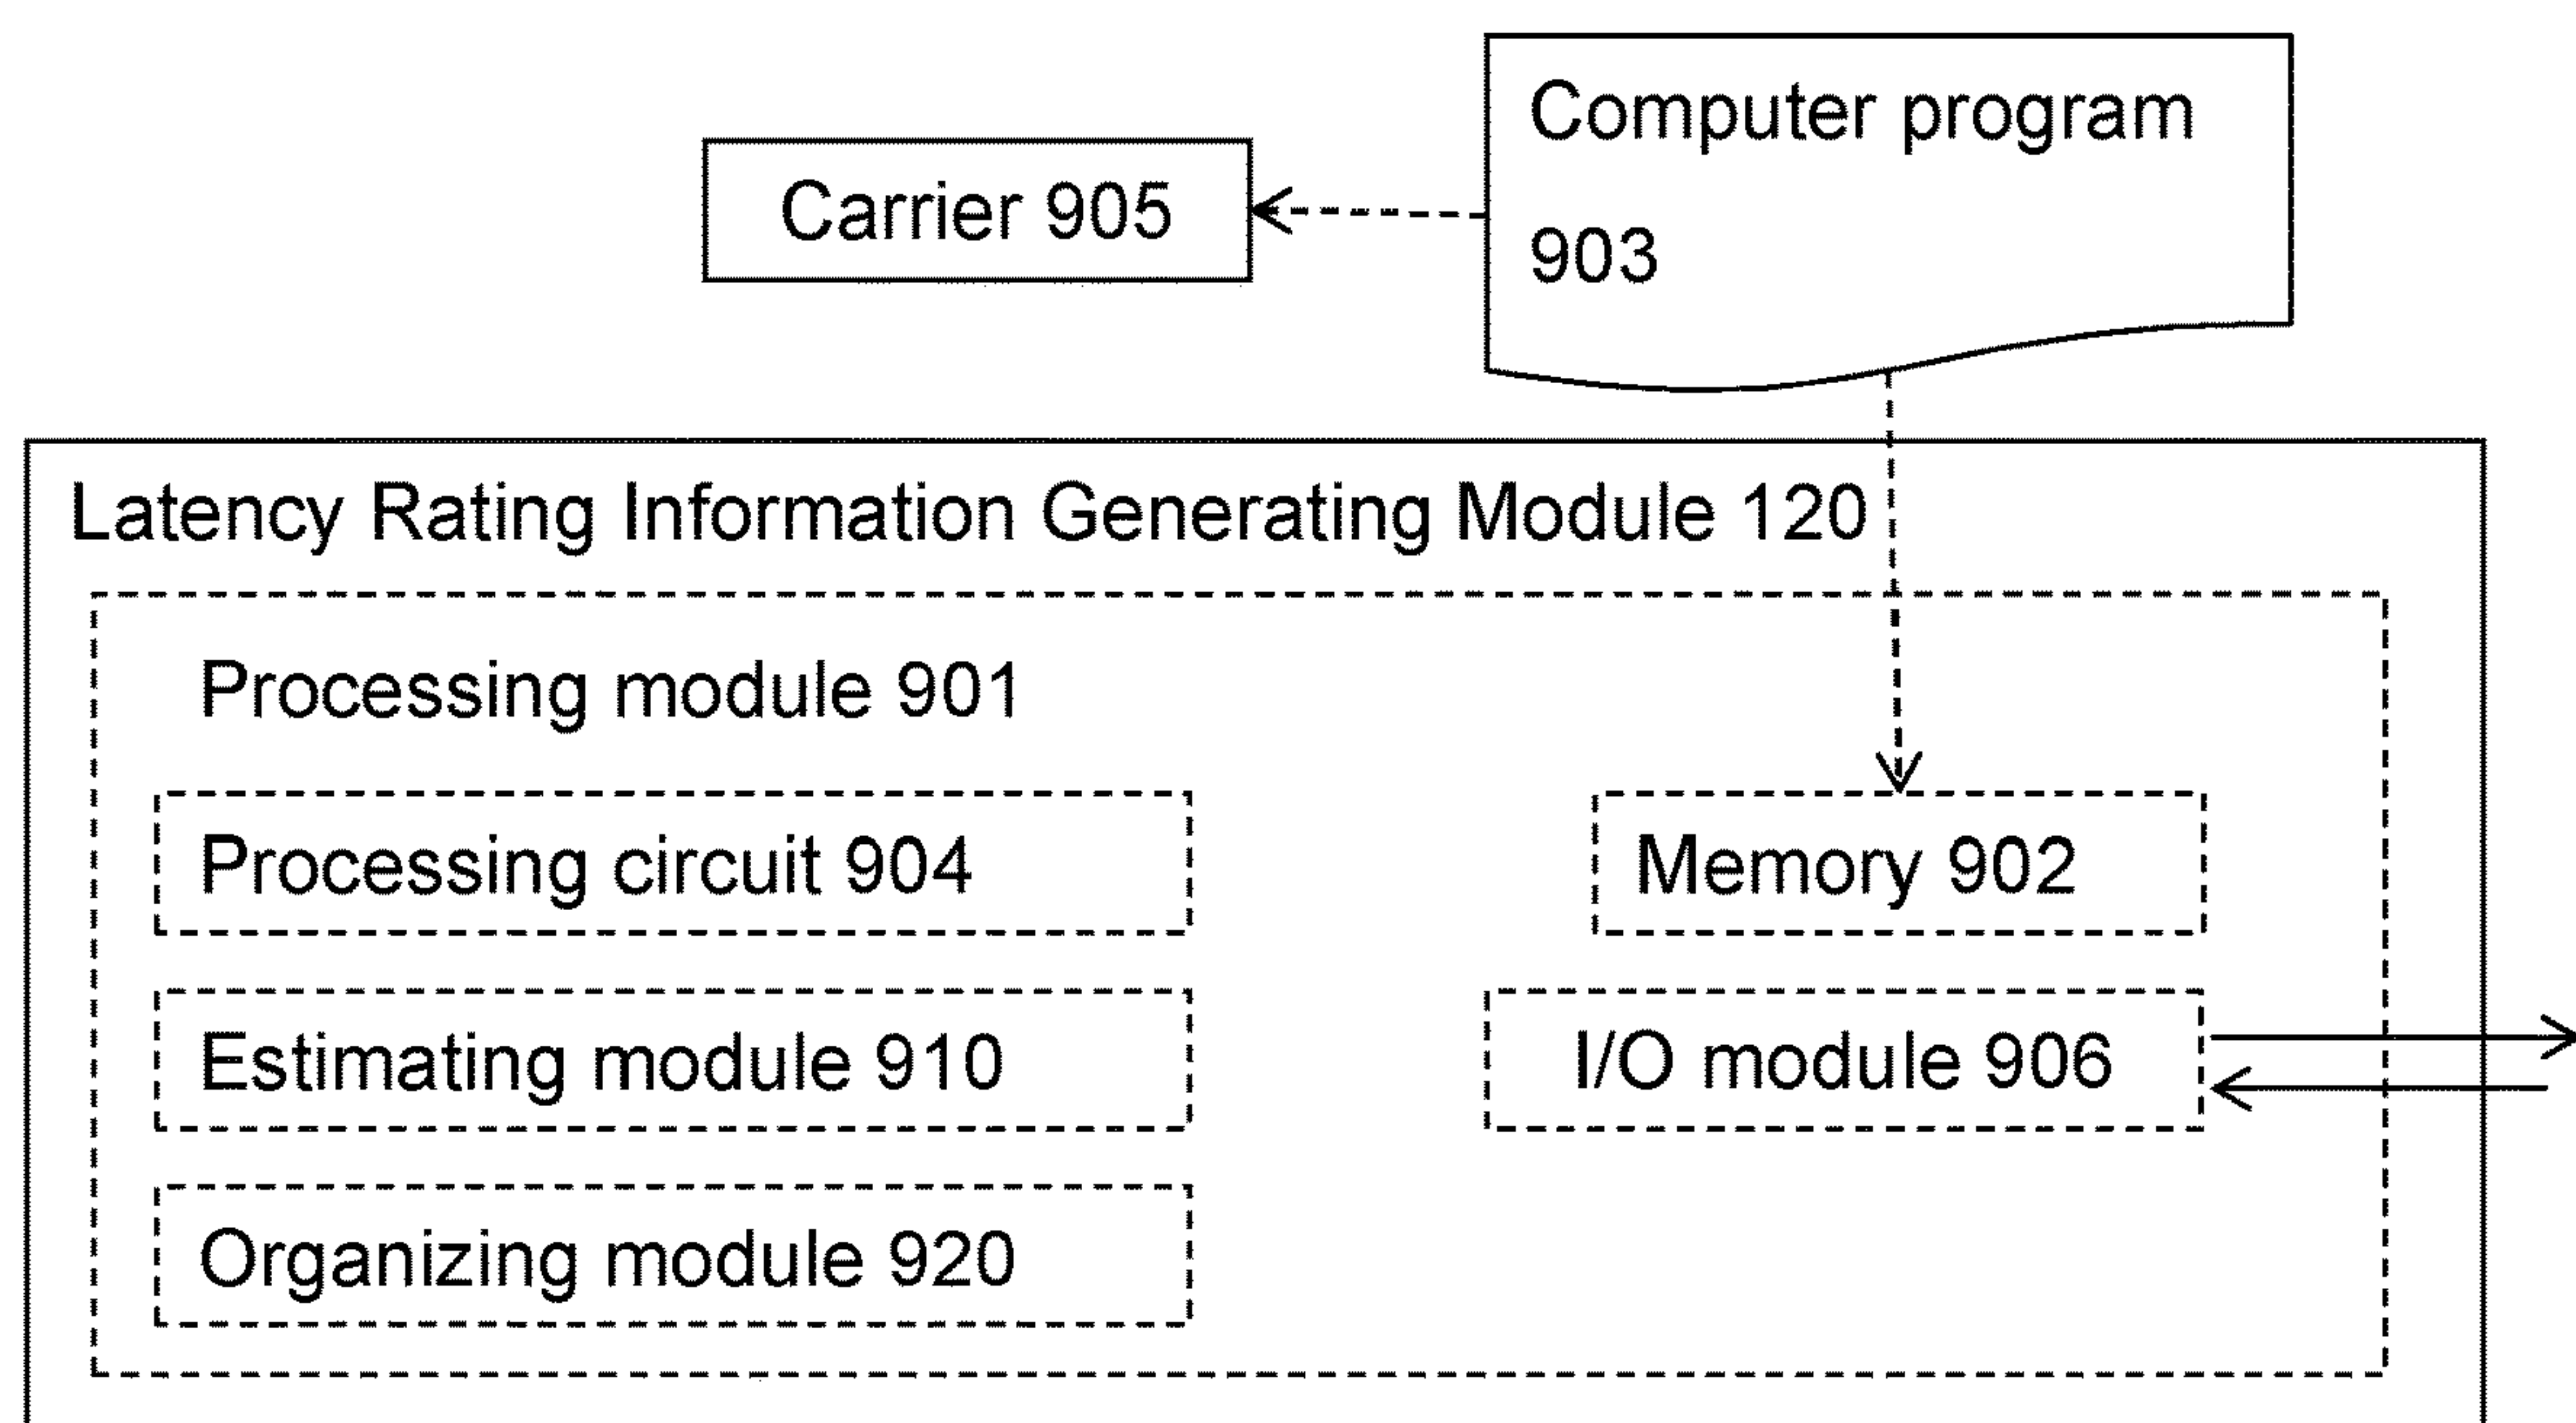 Computer program
903
Carrier 905
Latency Rating Information Generating Module 120
Processing module 901
Processing circuit 904
Memory 902
Estimating module 910
I/O module 906
Organizing module 920